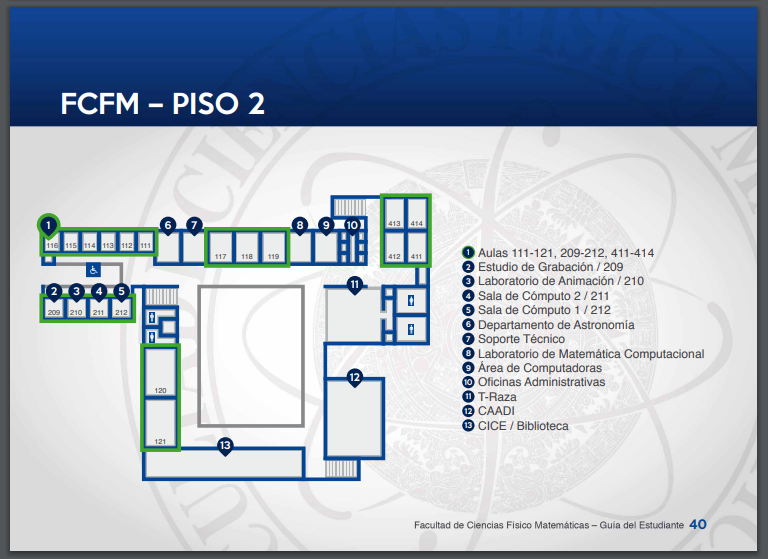 FCFM – PISO 2
1
6
7
8
9
10
413
414
116
115
114
113
112
111
117
118
119
412
411
2
3
4
5
11
209
210
211
212
120
12
121
13
1 Aulas 111-121, 209-212, 411-414
2 Estudio de Grabación / 209
3 Laboratorio de Animación / 210
4 Sala de Cómputo 2 / 211
5 Sala de Cómputo 1 / 212
6 Departamento de Astronomía
7 Soporte Técnico
8 Laboratorio de Matemática Computacional
9 Área de Computadoras
10 Oficinas Administrativas
11 T-Raza
12 CAADI
13 CICE / Biblioteca
Facultad de Ciencias Físico Matemáticas – Guía del Estudiante 40